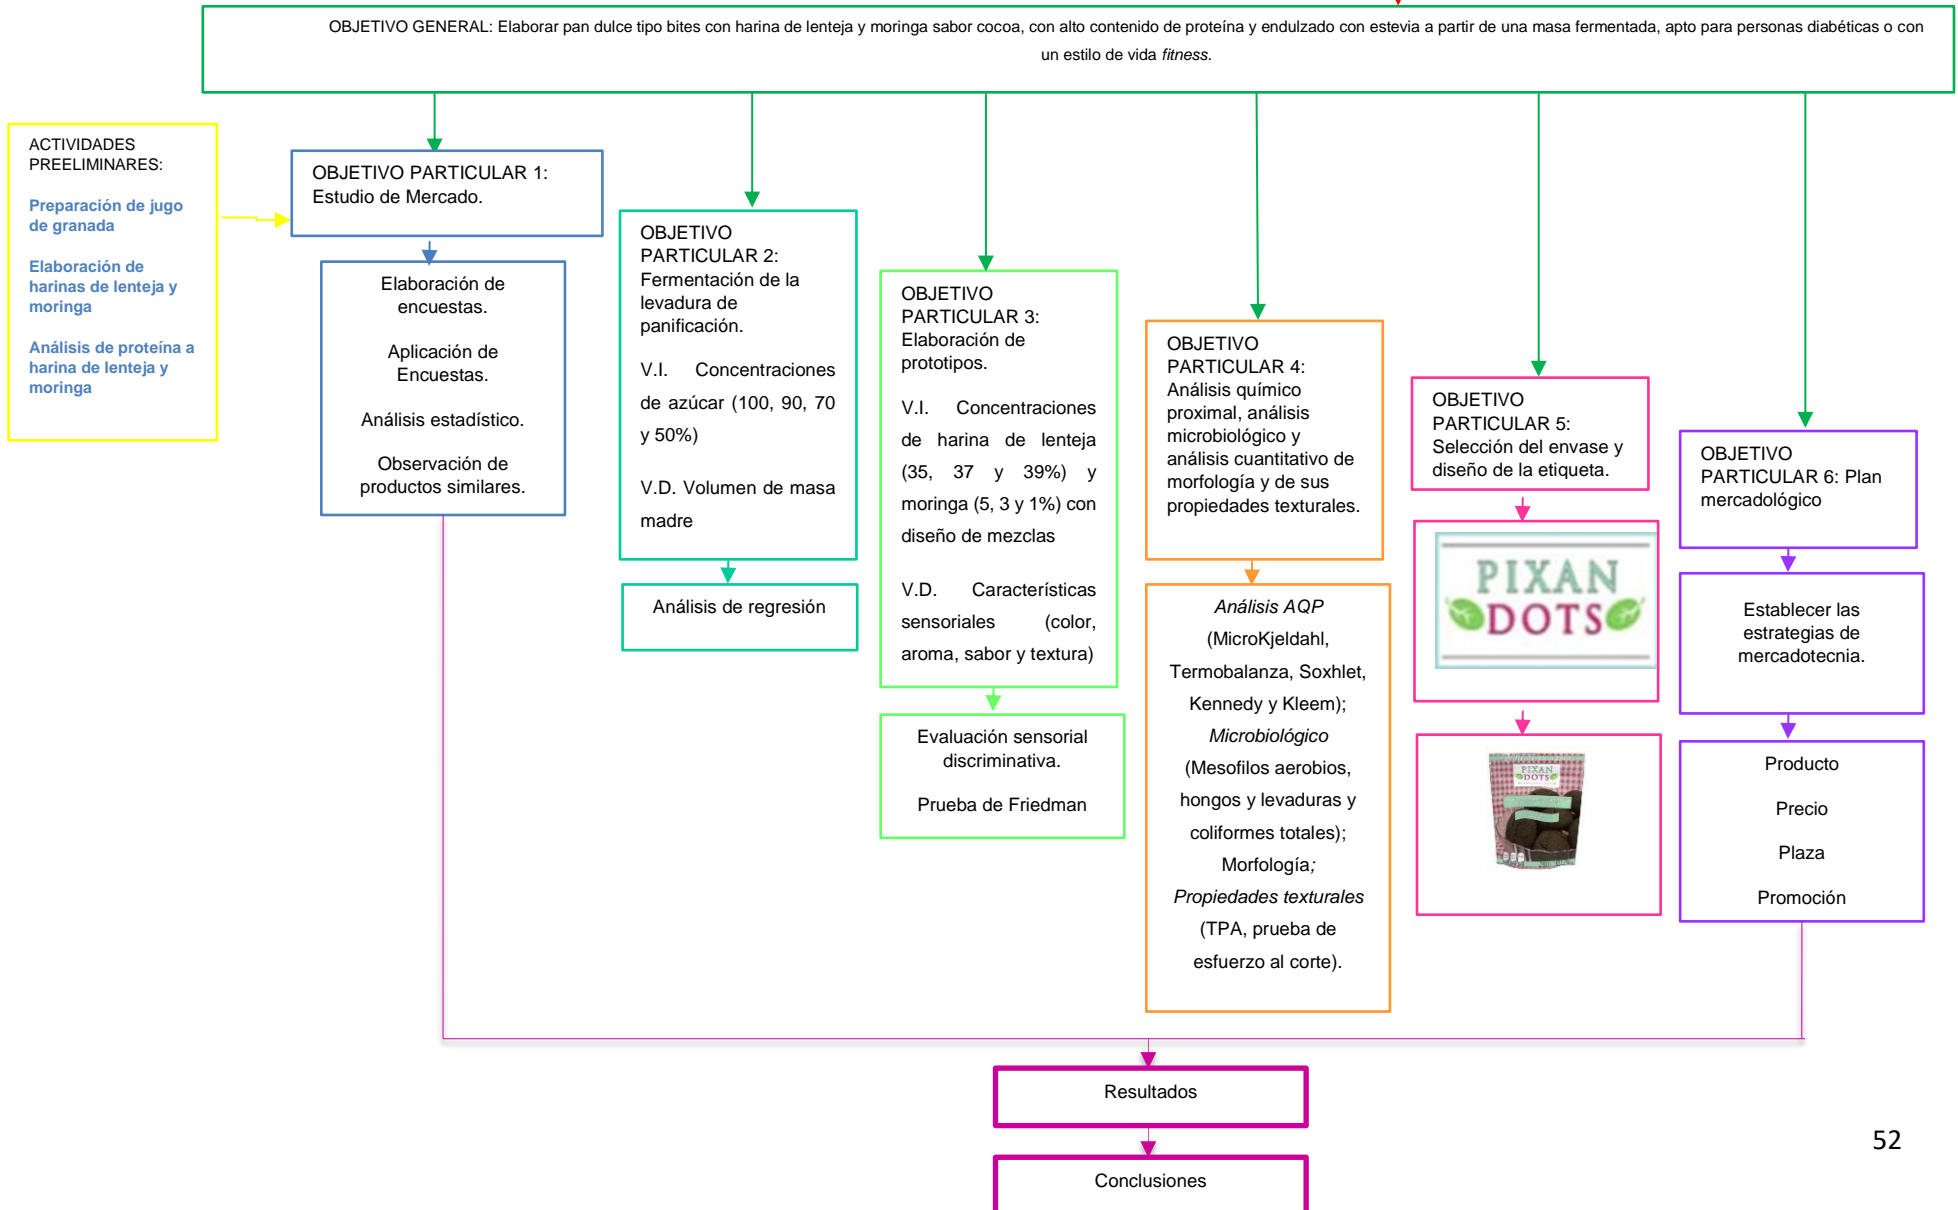 OBJETIVO GENERAL: Elaborar pan dulce tipo bites con harina de lenteja y moringa sabor cocoa, con alto contenido de proteína y endulzado con estevia a partir de una masa fermentada, apto para personas diabéticas o con
un estilo de vida fitness.
ACTIVIDADES
PREELIMINARES:
Preparación de jugo
de granada
Elaboración de
harinas de lenteja y
moringa
Análisis de proteína a
harina de lenteja y
moringa
OBJETIVO PARTICULAR 1:
Estudio de Mercado.
Elaboración de
encuestas.
Aplicación de
Encuestas.
Análisis estadístico.
Observación de
productos similares.
OBJETIVO
PARTICULAR 2:
Fermentación de la
levadura de
panificación.
V.I. Concentraciones
de azúcar (100, 90, 70
y 50%)
V.D. Volumen de masa
madre
Análisis de regresión
OBJETIVO
PARTICULAR 3:
Elaboración de
prototipos.
V.I. Concentraciones
de harina de lenteja
(35, 37 y 39%) y
moringa (5, 3 y 1%) con
diseño de mezclas
V.D. Características
sensoriales (color,
aroma, sabor y textura)
Evaluación sensorial
discriminativa.
Prueba de Friedman
OBJETIVO
PARTICULAR 4:
Análisis químico
proximal, análisis
microbiológico y
análisis cuantitativo de
morfología y de sus
propiedades texturales.
Análisis AQP
(MicroKjeldahl,
Termobalanza, Soxhlet,
Kennedy y Kleem);
Microbiológico
(Mesofilos aerobios,
hongos y levaduras y
coliformes totales);
Morfología;
Propiedades texturales
(TPA, prueba de
esfuerzo al corte).
OBJETIVO
PARTICULAR 5:
Selección del envase y
diseño de la etiqueta.
PIXAN
DOTS
PIXAN
DOTS
OBJETIVO
PARTICULAR 6: Plan
mercadológico
Establecer las
estrategias de
mercadotecnia.
Producto
Precio
Plaza
Promoción
Resultados
Conclusiones
52